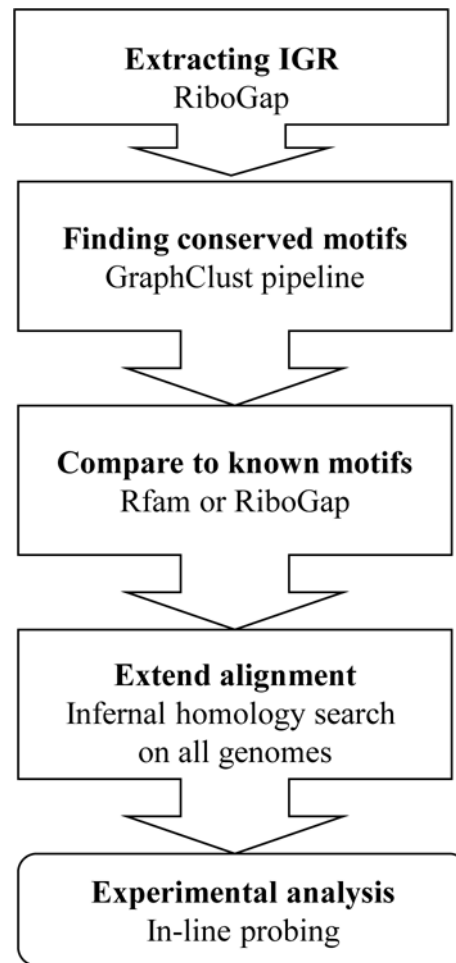 Extracting IGR
RiboGap
Finding conserved motifs
GraphClust pipeline
Compare to known motifs
Rfam or RiboGap
Extend alignment
Infernal homology search
on all genomes
Experimental analysis
In-line probing